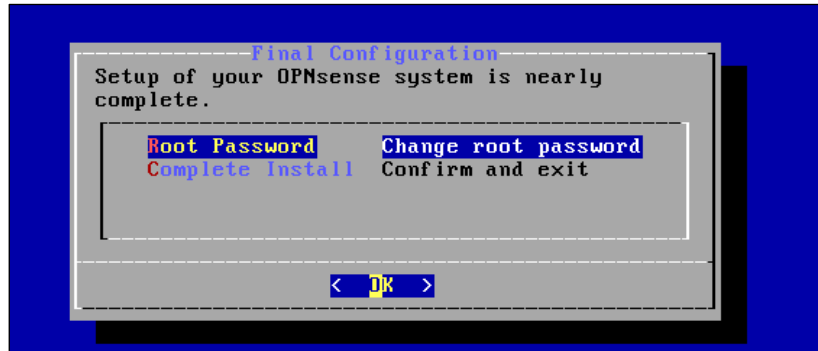 Final Configuration
Setup of your OPNsense system is nearly
complete.
Root Password Change root password
Complete Install Confirm and exit
< OK >